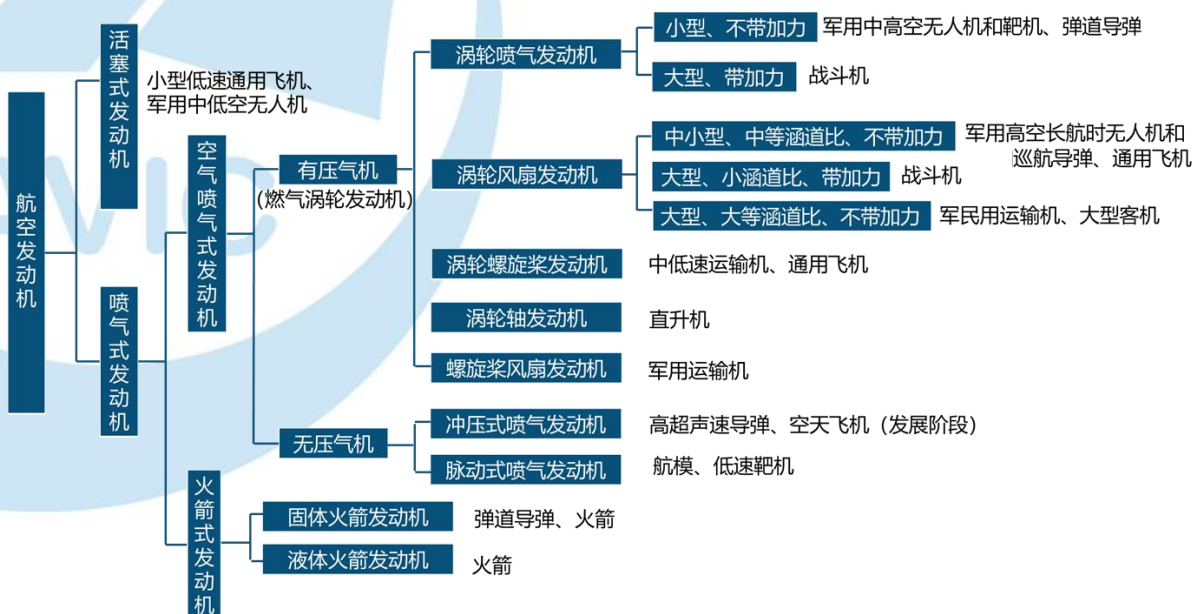 航空发动机
活塞式发动机
小型低速通用飞机、
军用中低空无人机
喷气式发动机
空气喷气式发动机
有压气机
(燃气涡轮发动机)
涡轮喷气发动机
小型、不带加力
军用中高空无人机和靶机、弹道导弹
大型、带加力
战斗机
涡轮风扇发动机
中小型、中等涵道比、不带加力
军用高空长航时无人机和
巡航导弹、通用飞机
大型、小涵道比、带加力
战斗机
大型、大等涵道比、不带加力
军民用运输机、大型客机
涡轮螺旋桨发动机
中低速运输机、通用飞机
涡轮轴发动机
直升机
螺旋桨风扇发动机
军用运输机
无压气机
冲压式喷气发动机
高超声速导弹、空天飞机（发展阶段）
脉动式喷气发动机
航模、低速靶机
火箭式发动机
固体火箭发动机
弹道导弹、火箭
液体火箭发动机
火箭
AVIC